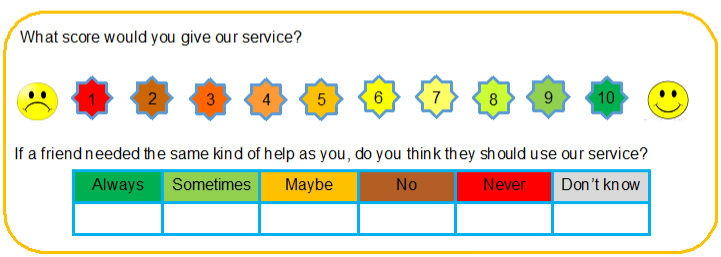 What score would you give our service?
1 2 3 4 5 6 7 8 9 10
If a friend needed the same kind of help as you, do you think they should use our service?
Always Sometimes Maybe No Never Don't know